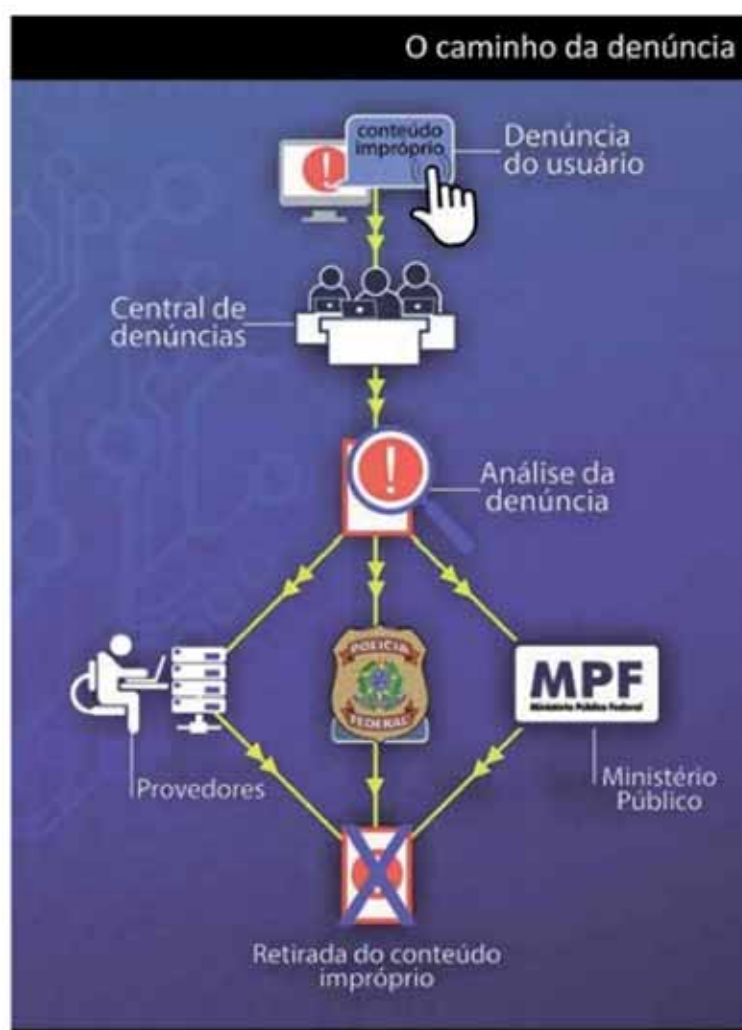 O caminho da denúncia
conteúdo
impróprio
Denúncia
do usuário
Central de
denúncias
Análise da
denúncia
POLÍCIA
FEDERAL
MPF
Ministério Público Federal
Provedores
Ministério
Público
Retirada do conteúdo
impróprio